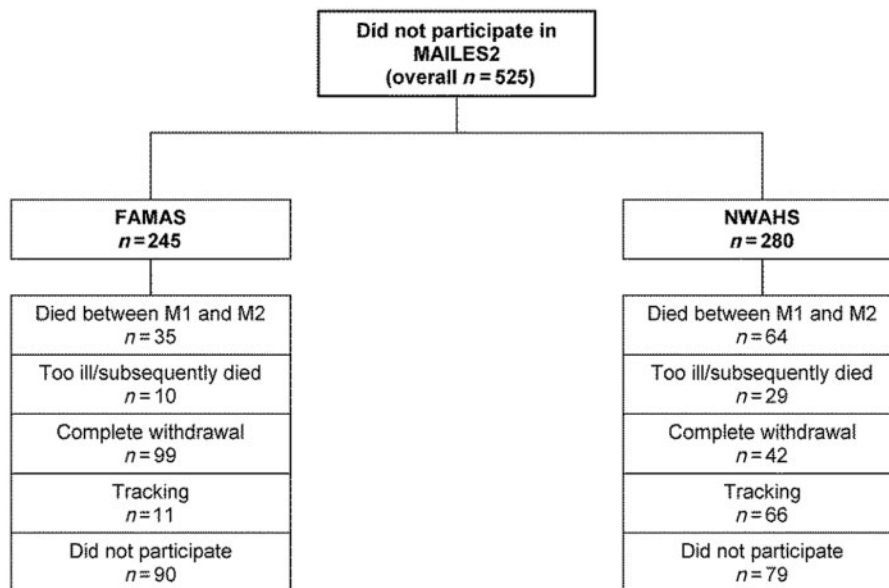 Did not participate in
MAILES2
(overall n = 525)
FAMAS
n = 245
NWAHS
n = 280
Died between M1 and M2
n = 35
Too ill/subsequently died
n = 10
Complete withdrawal
n = 99
Tracking
n = 11
Did not participate
n = 90
Died between M1 and M2
n = 64
Too ill/subsequently died
n = 29
Complete withdrawal
n = 42
Tracking
n = 66
Did not participate
n = 79